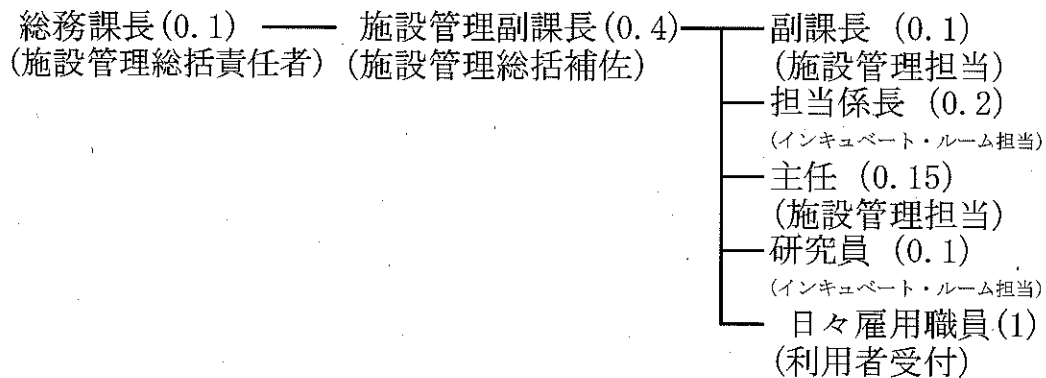 総務課長(0.1) 施設管理副課長(0.4) 副課長 (0.1)
(施設管理総括責任者) (施設管理総括補佐) (施設管理担当)
担当係長 (0.2)
(インキュベート・ルーム担当)
主任 (0.15)
(施設管理担当)
研究員 (0.1)
(インキュベート・ルーム担当)
日々雇用職員(1)
(利用者受付)